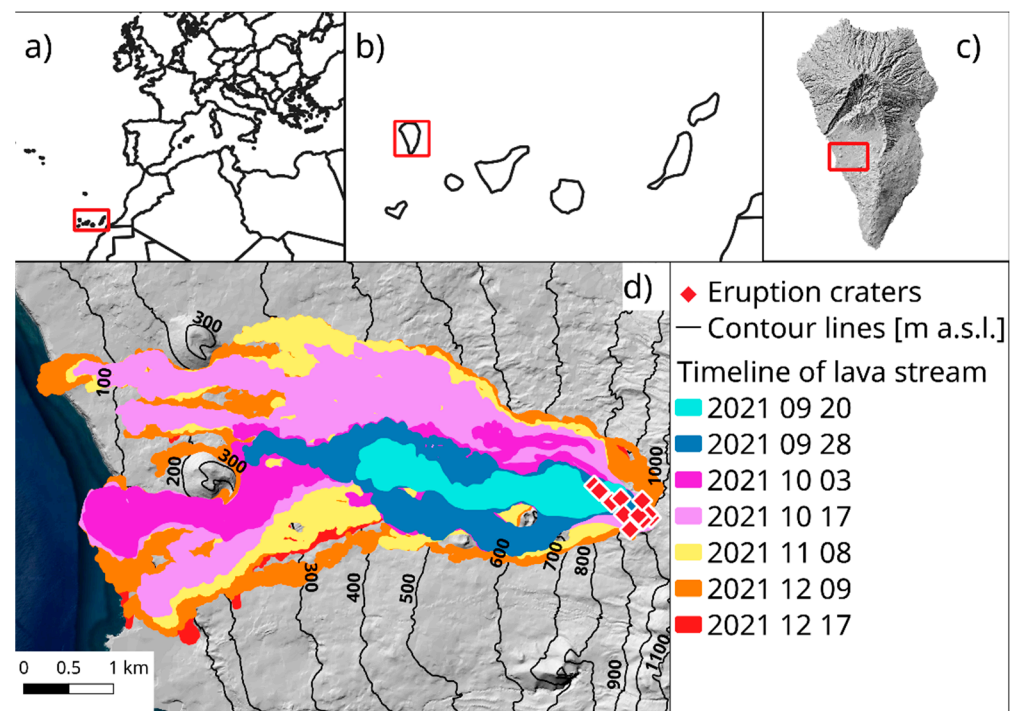 a)
b)
c)
d)
Eruption craters
Contour lines [m a.s.l.]
Timeline of lava stream
2021 09 20
2021 09 28
2021 10 03
2021 10 17
2021 11 08
2021 12 09
2021 12 17
300
100
200
300
1000
300
400
500
600
700
800
900
1100
0 0.5 1 km